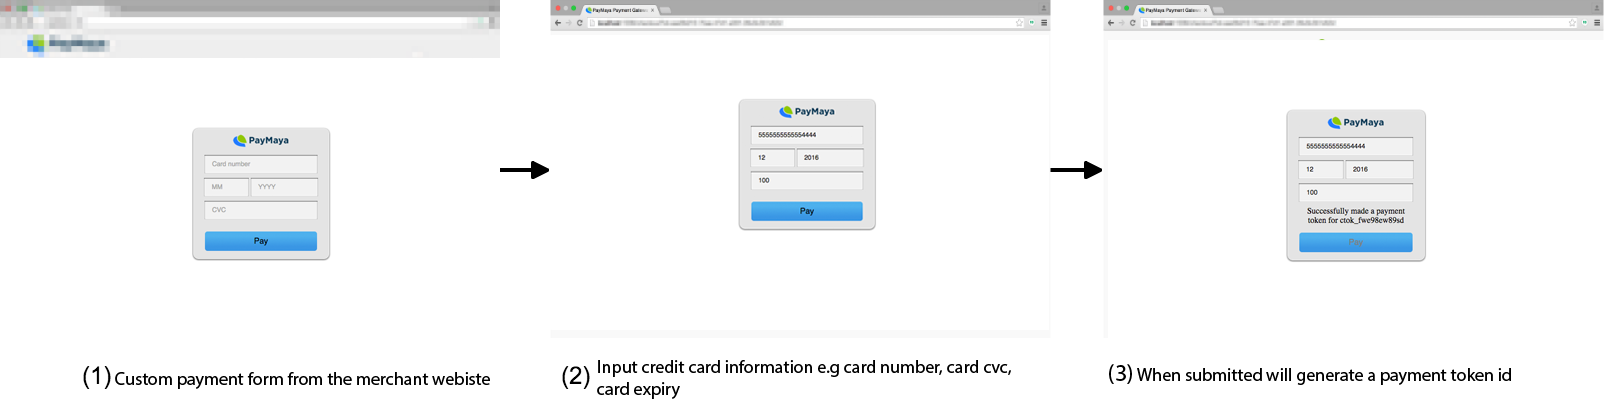 PayMaya
Card number
MM YYYY
CVC
Pay
(1) Custom payment form from the merchant webiste
PayMaya Payment Gatew
PayMaya
5555555555554444
12 2016
100
Pay
(2) Input credit card information e.g card number, card cvc,
card expiry
PayMaya Payment Gatew
PayMaya
5555555555554444
12 2016
100
Successfully made a payment
token for ctok_fwe98ew89sd
Pay
(3) When submitted will generate a payment token id